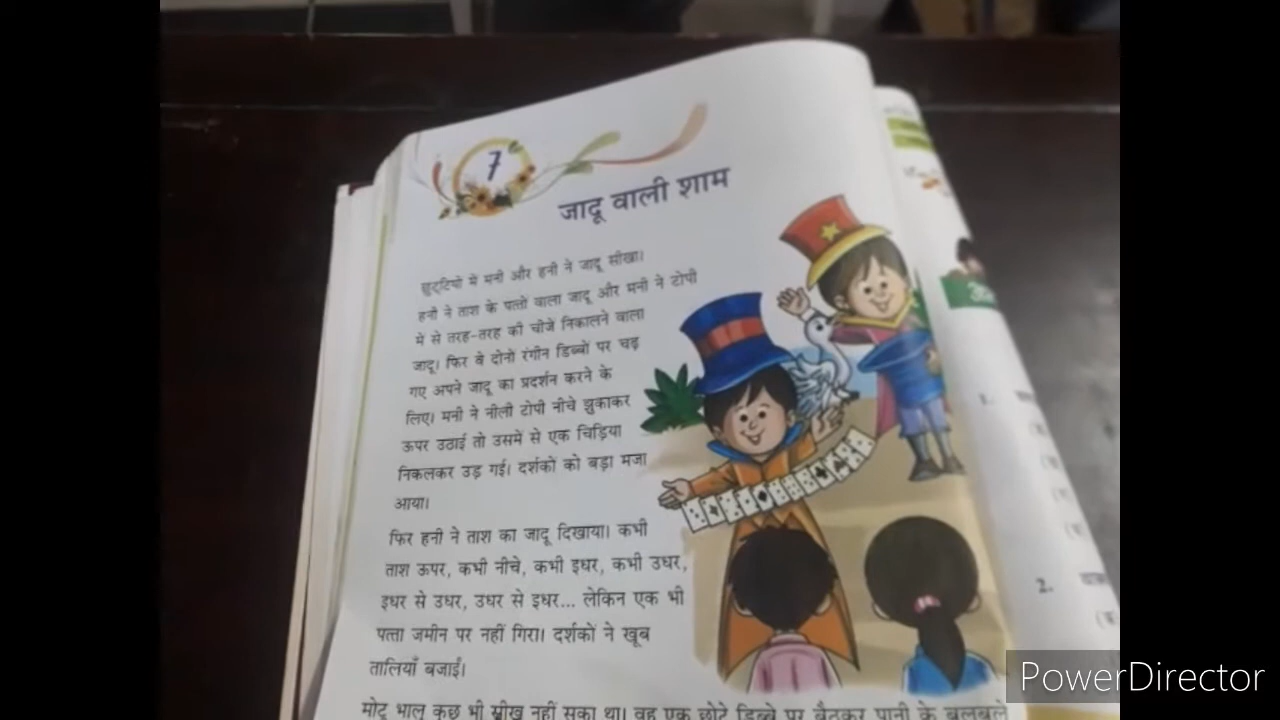 7
जादू वाली शाम
छुट्टियों में मनी और हनी ने जादू सीखा।
हनी ने ताश के पत्तों वाला जादू और मनी ने टोपी
में से तरह-तरह की चीजें निकालने वाला
जादू। फिर वे दोनों रंगीन डिब्बों पर चढ़
गए अपने जादू का प्रदर्शन करने के
लिए। मनी ने नीली टोपी नीचे झुकाकर
ऊपर उठाई तो उसमें से एक चिड़िया
निकलकर उड़ गई। दर्शकों को बड़ा मजा
आया।
फिर हनी ने ताश का जादू दिखाया। कभी
ताश ऊपर, कभी नीचे, कभी इधर, कभी उधर,
इधर से उधर, उधर से इधर... लेकिन एक भी
पत्ता जमीन पर नहीं गिरा। दर्शकों ने खूब
तालियाँ बजाईं।
मोटू भालू कुछ भी सीख नहीं सका था। वह एक छोटे डिब्बे पर बैठकर पानी के बुलबुले
1.
2.
PowerDirector